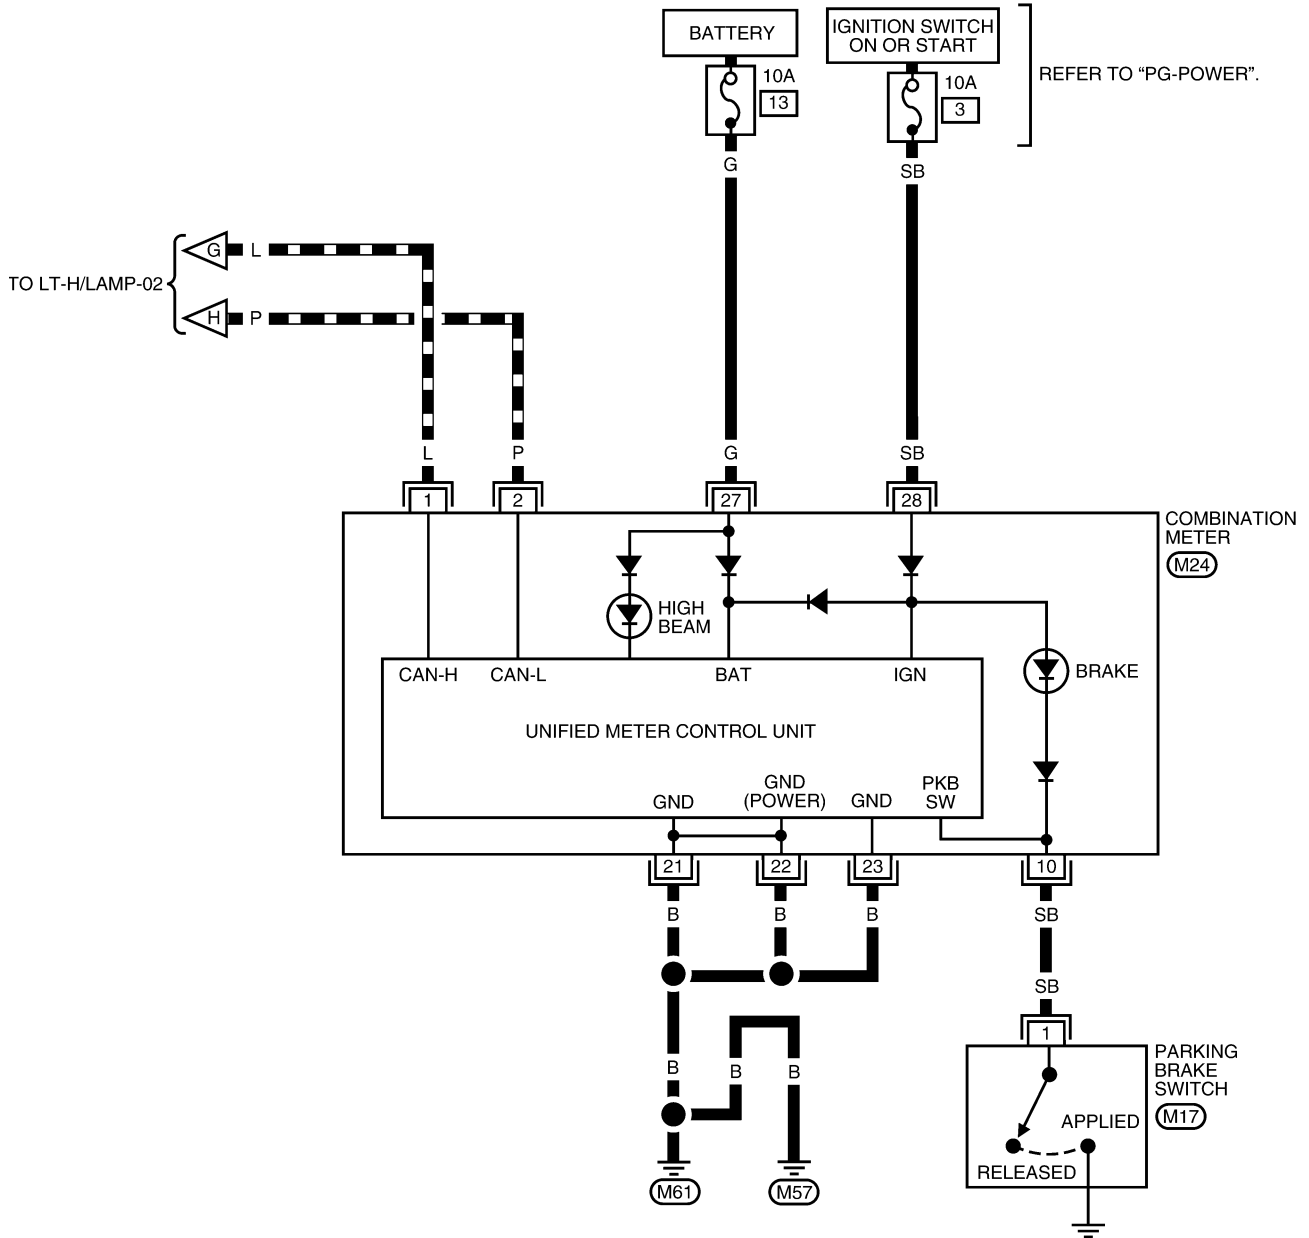 BATTERY
IGNITION SWITCH
ON OR START
REFER TO “PG-POWER”.
10A
13
10A
3
G
SB
TO LT-H/LAMP-02
G
L
H
P
L
P
G
SB
1
2
27
28
COMBINATION
METER
M24
HIGH
BEAM
CAN-H
CAN-L
BAT
IGN
BRAKE
UNIFIED METER CONTROL UNIT
GND
GND
(POWER)
GND
PKB
SW
21
22
23
10
B
B
B
SB
SB
1
B
B
B
PARKING
BRAKE
SWITCH
M17
APPLIED
RELEASED
M61
M57